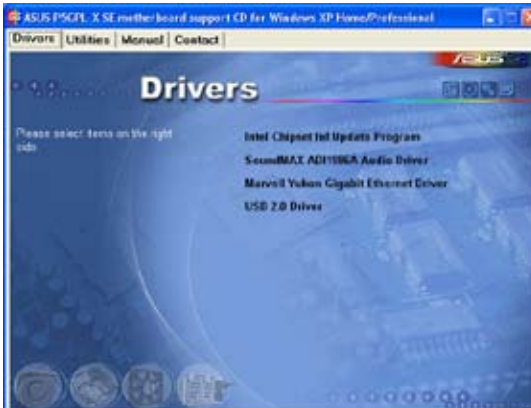 ASUS P5GPL-X SE motherboard support CD for Windows XP Home/Professional
Drivers Utilities Manual Contact
ASUS
Drivers
Please select items on the right side
Intel Chipset Inf Update Program
SoundMAX ADI1986A Audio Driver
Marvell Yukon Gigabit Ethernet Driver
USB 2.0 Driver